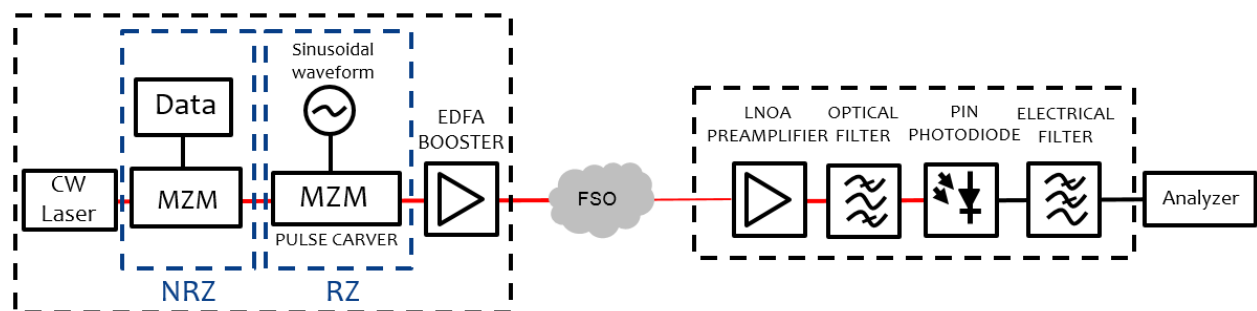 CW
Laser
Data
MZM
NRZ
Sinusoidal
waveform
MZM
PULSE CARVER
RZ
EDFA
BOOSTER
FSO
LNOA
PREAMPLIFIER
OPTICAL
FILTER
PIN
PHOTODIODE
ELECTRICAL
FILTER
Analyzer